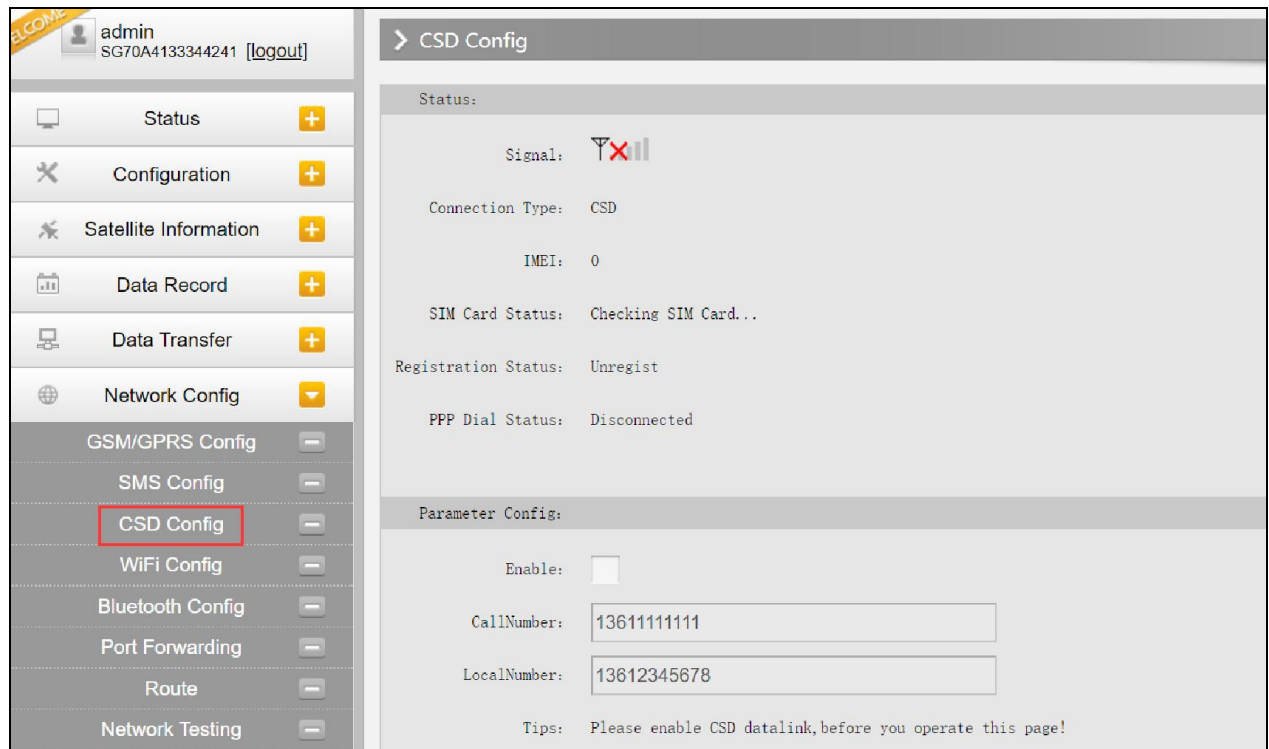 ELCOME
admin
SG70A4133344241 [logout]
Status
Configuration
Satellite Information
Data Record
Data Transfer
Network Config
GSM/GPRS Config
SMS Config
CSD Config
WiFi Config
Bluetooth Config
Port Forwarding
Route
Network Testing
CSD Config
Status:
Signal:
Connection Type: CSD
IMEI: 0
SIM Card Status: Checking SIM Card...
Registration Status: Unregist
PPP Dial Status: Disconnected
Parameter Config:
Enable:
CallNumber: 13611111111
LocalNumber: 13612345678
Tips: Please enable CSD datalink,before you operate this page!